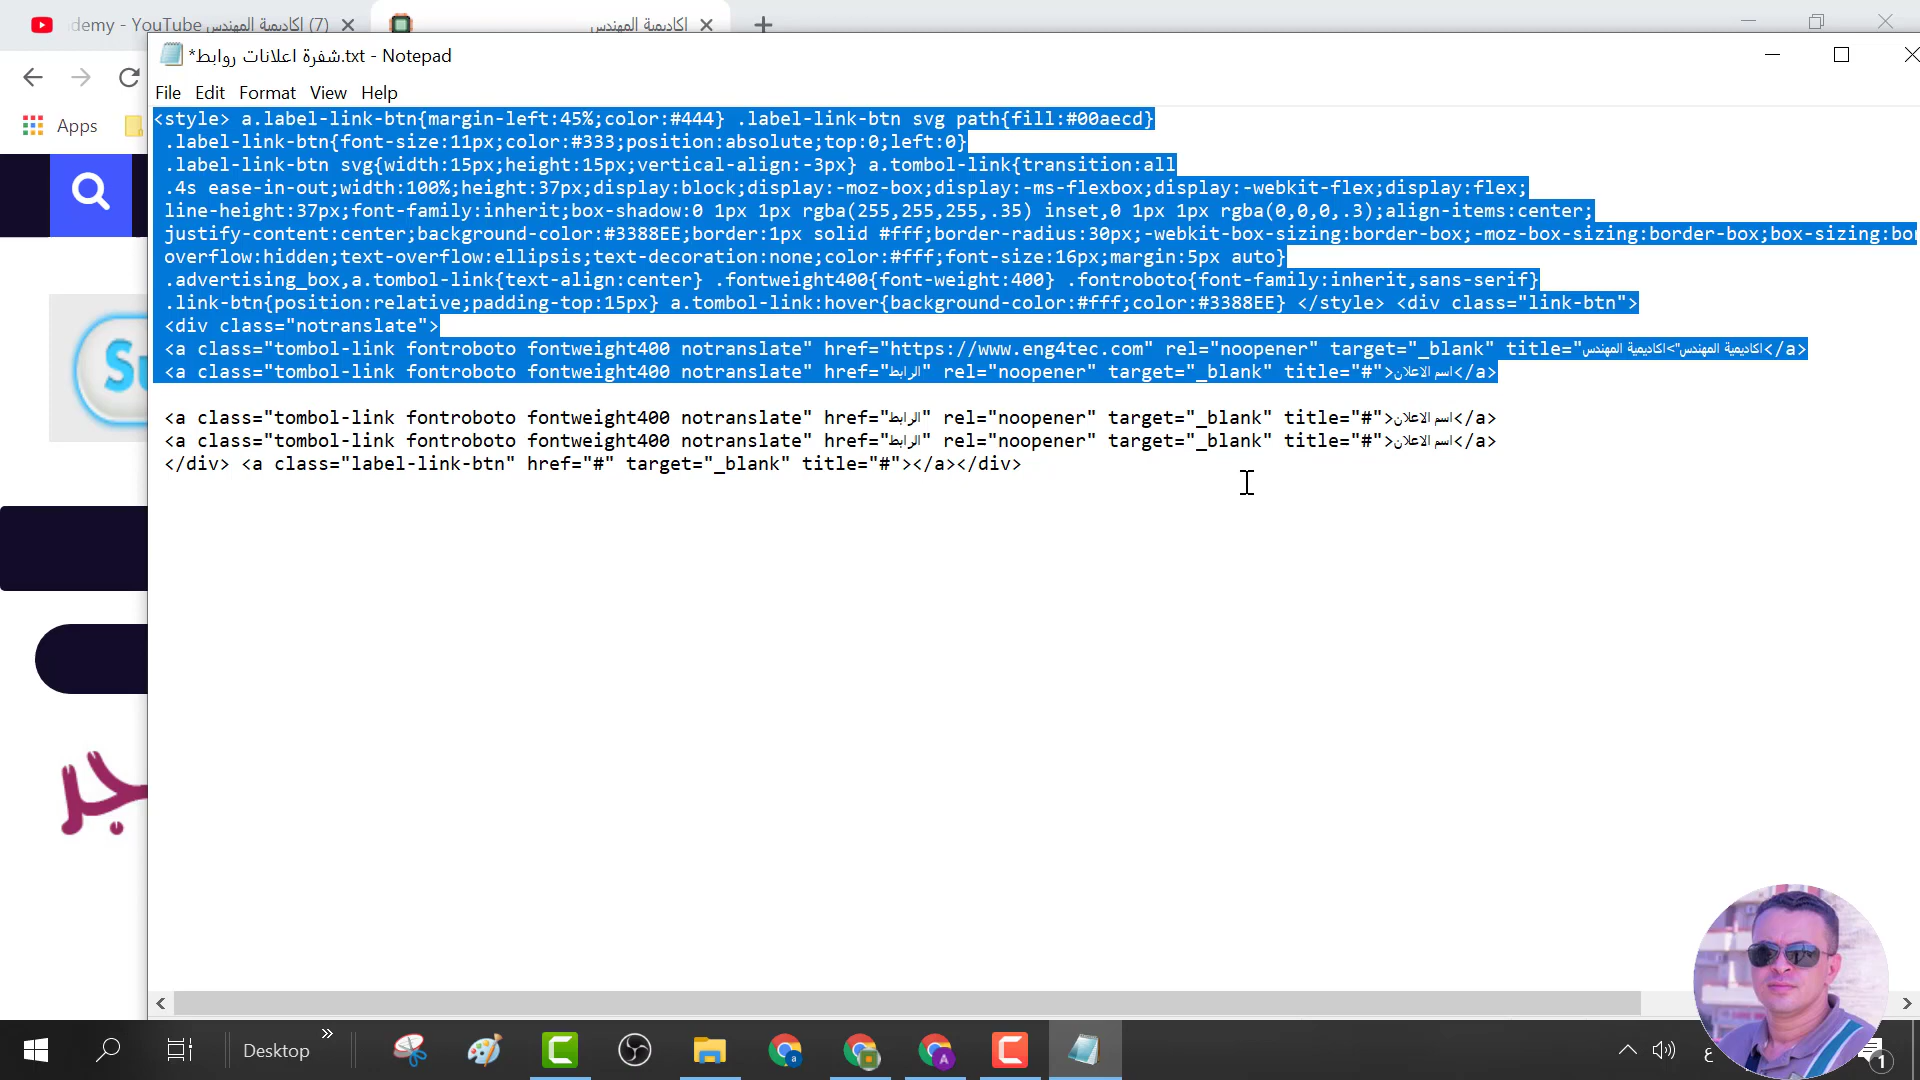 demy - YouTube اكاديمية المهندس (7)
اكاديمية المهندس
*شفرة اعلانات روابط.txt - Notepad
File Edit Format View Help
Apps
<style> a.label-link-btn{margin-left:45%;color:#444} .label-link-btn svg path{fill:#00aecd}
.label-link-btn{font-size:11px;color:#333;position:absolute;top:0;left:0}
.label-link-btn svg{width:15px;height:15px;vertical-align:-3px} a.tombol-link{transition:all
.4s ease-in-out;width:100%;height:37px;display:block;display:-moz-box;display:-ms-flexbox;display:-webkit-flex;display:flex;
line-height:37px;font-family:inherit;box-shadow:0 1px 1px rgba(255,255,255,.35) inset,0 1px 1px rgba(0,0,0,.3);align-items:center;
justify-content:center;background-color:#3388EE;border:1px solid #fff;border-radius:30px;-webkit-box-sizing:border-box;-moz-box-sizing:border-box;box-sizing:bor
overflow:hidden;text-overflow:ellipsis;text-decoration:none;color:#fff;font-size:16px;margin:5px auto}
.advertising_box,a.tombol-link{text-align:center} .fontweight400{font-weight:400} .fontroboto{font-family:inherit,sans-serif}
.link-btn{position:relative;padding-top:15px} a.tombol-link:hover{background-color:#fff;color:#3388EE} </style> <div class="link-btn">
<div class="notranslate">
<a class="tombol-link fontroboto fontweight400 notranslate" href="https://www.eng4tec.com" rel="noopener" target="_blank" title="اكاديمية المهندس">اكاديمية المهندس</a>
<a class="tombol-link fontroboto fontweight400 notranslate" href="الرابط" rel="noopener" target="_blank" title="#">اسم الاعلان</a>
<a class="tombol-link fontroboto fontweight400 notranslate" href="الرابط" rel="noopener" target="_blank" title="#">اسم الاعلان</a>
<a class="tombol-link fontroboto fontweight400 notranslate" href="الرابط" rel="noopener" target="_blank" title="#">اسم الاعلان</a>
</div> <a class="label-link-btn" href="#" target="_blank" title="#"></a></div>
Su
Desktop
ع
1